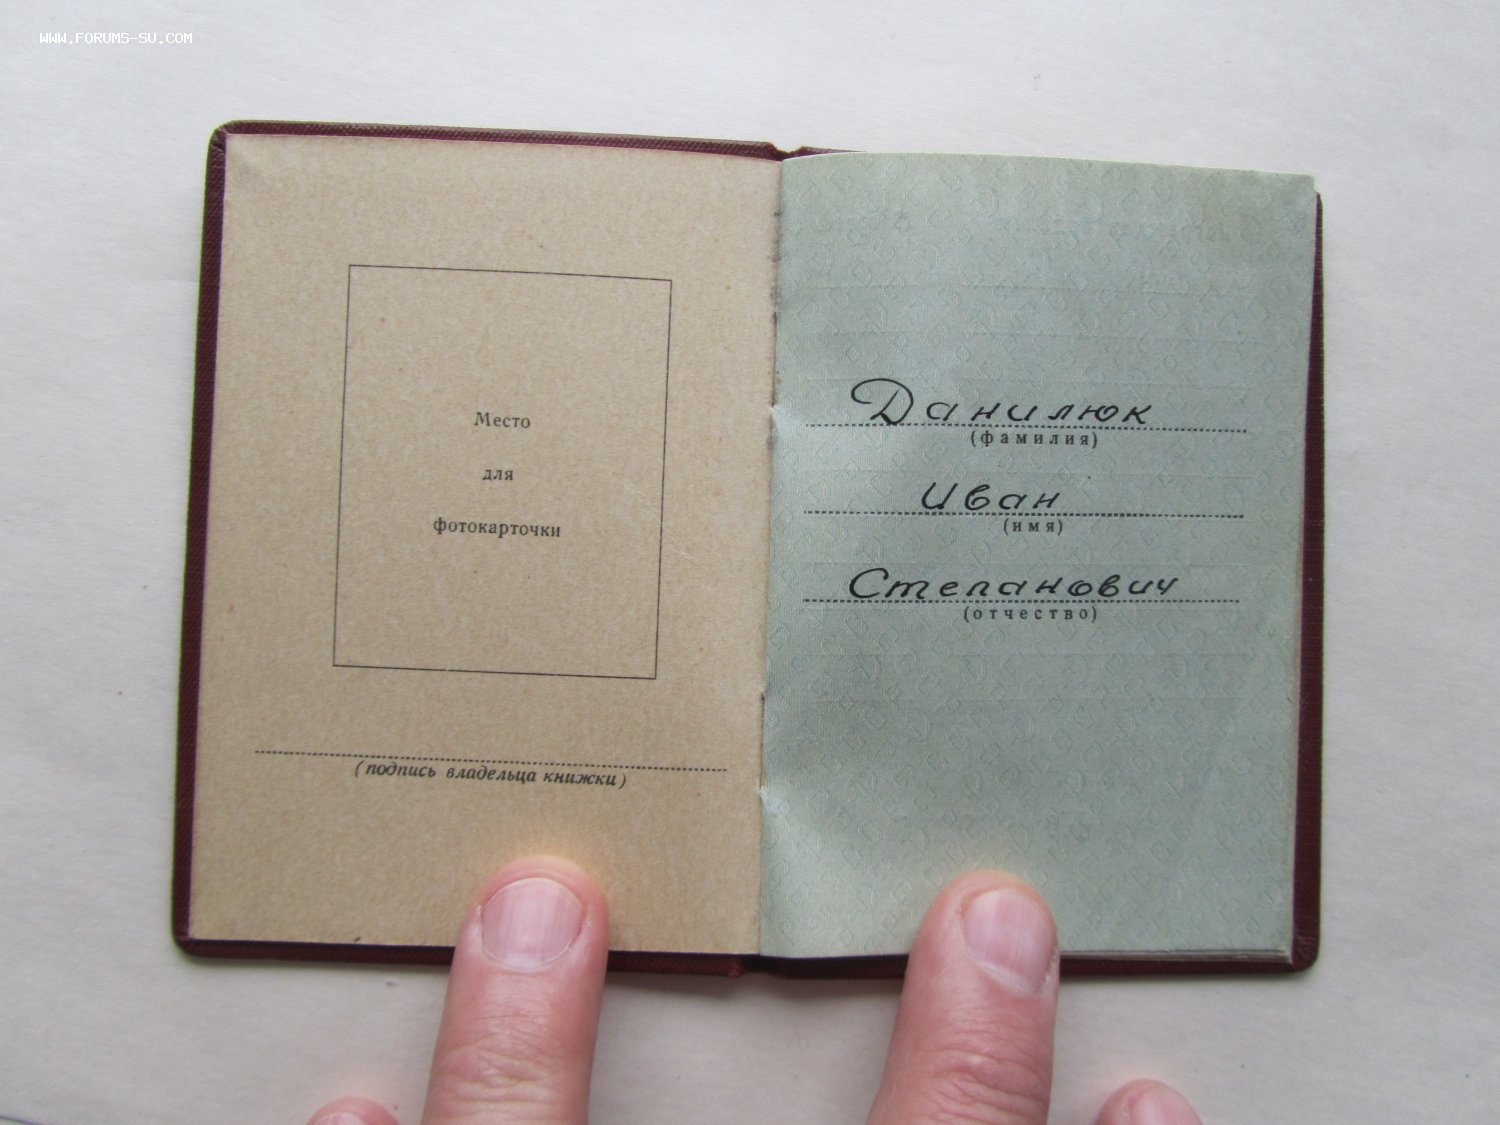 WWW.FORUMS-SU.COM
Место
для
фотокарточки
(подпись владельца книжки)
Данилюк
(фамилия)
Иван
(имя)
Степанович
(отчество)